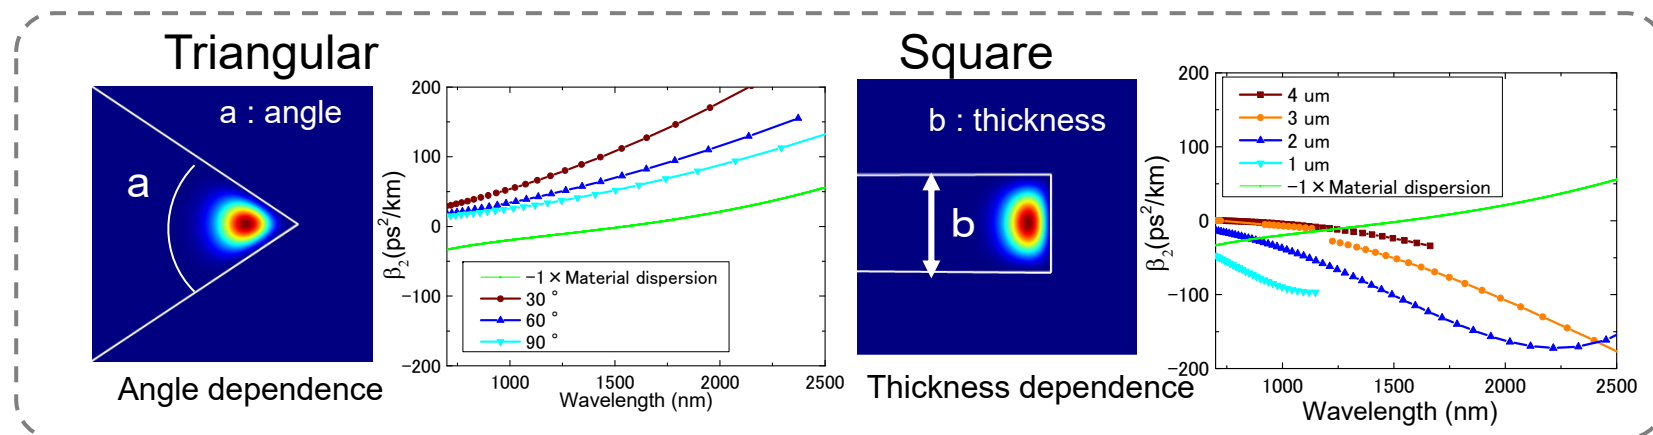 Triangular
a : angle
a
Angle dependence
200
100
0
-100
-200
β₂(ps²/km)
-1×Material dispersion
30 °
60 °
90 °
1000 1500 2000 2500
Wavelength (nm)
Square
b : thickness
b
Thickness dependence
200
100
0
-100
-200
β₂(ps²/km)
4 um
3 um
2 um
1 um
-1×Material dispersion
1000 1500 2000 2500
Wavelength (nm)